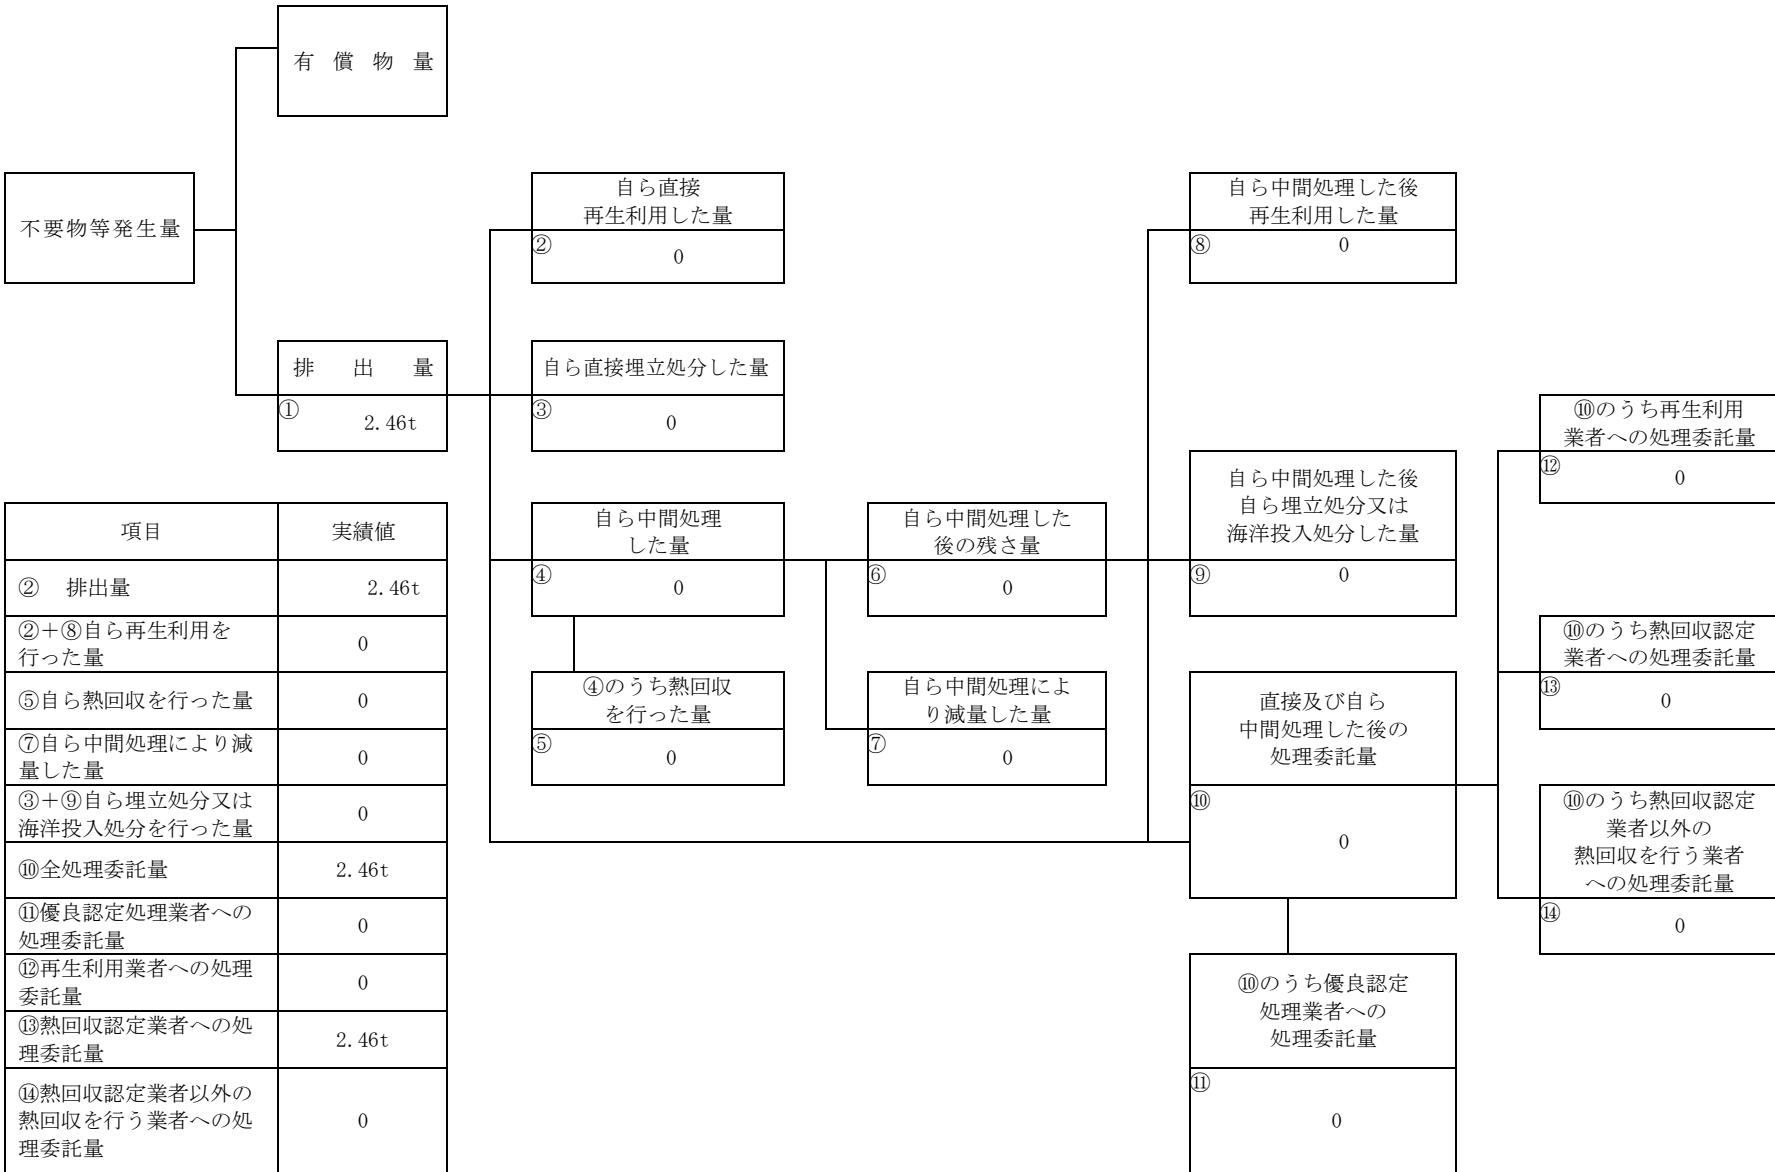 有償物量
不要物等発生量
排出量
①
2.46t
自ら直接
再生利用した量
②
0
自ら直接埋立処分した量
③
0
自ら中間処理
した量
④
0
④のうち熱回収
を行った量
⑤
0
自ら中間処理した
後の残さ量
⑥
0
自ら中間処理によ
り減量した量
⑦
0
自ら中間処理した後
再生利用した量
⑧
0
自ら中間処理した後
自ら埋立処分又は
海洋投入処分した量
⑨
0
直接及び自ら
中間処理した後の
処理委託量
⑩
0
⑩のうち優良認定
処理業者への
処理委託量
⑪
0
⑩のうち再生利用
業者への処理委託量
⑫
0
⑩のうち熱回収認定
業者への処理委託量
⑬
0
⑩のうち熱回収認定
業者以外の
熱回収を行う業者
への処理委託量
⑭
0
項目 実績値
② 排出量 2.46t
②+⑧自ら再生利用を
行った量
0
⑤自ら熱回収を行った量 0
⑦自ら中間処理により減
量した量
0
③+⑨自ら埋立処分又は
海洋投入処分を行った量
0
⑩全処理委託量 2.46t
⑪優良認定処理業者への
処理委託量
0
⑫再生利用業者への処理
委託量
0
⑬熱回収認定業者への処
理委託量
2.46t
⑭熱回収認定業者以外の
熱回収を行う業者への処
理委託量
0